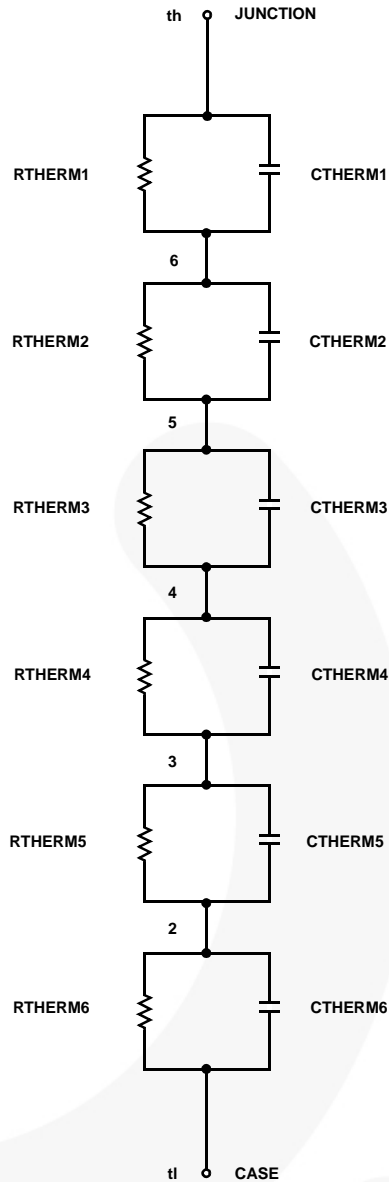 th JUNCTION
RTHERM1 CTHERM1
6
RTHERM2 CTHERM2
5
RTHERM3 CTHERM3
4
RTHERM4 CTHERM4
3
RTHERM5 CTHERM5
2
RTHERM6 CTHERM6
tl CASE